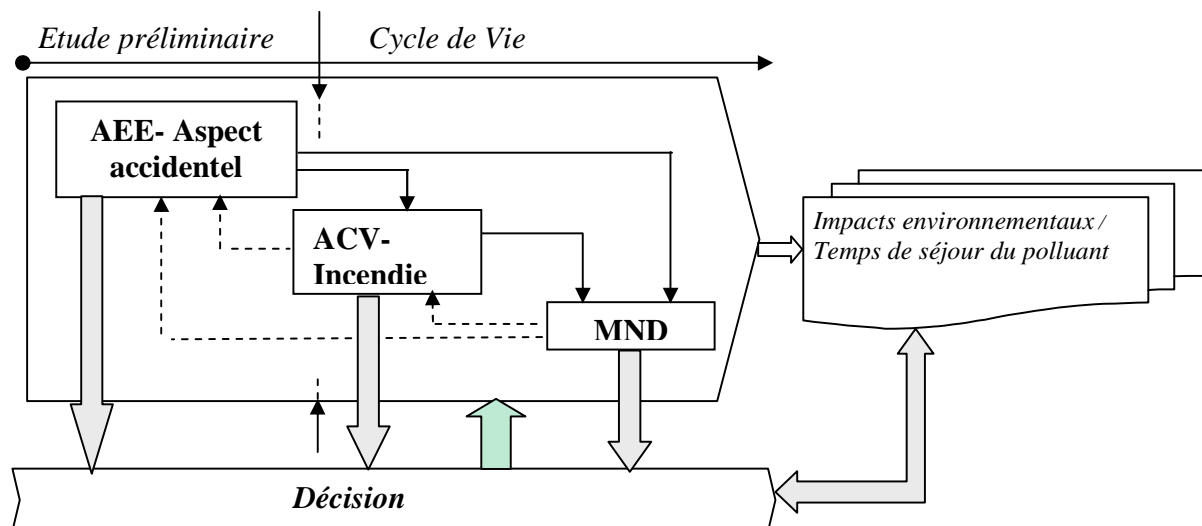 Etude préliminaire
Cycle de Vie
AEE- Aspect
accidentel
ACV-
Incendie
MND
Impacts environnementaux /
Temps de séjour du polluant
Décision